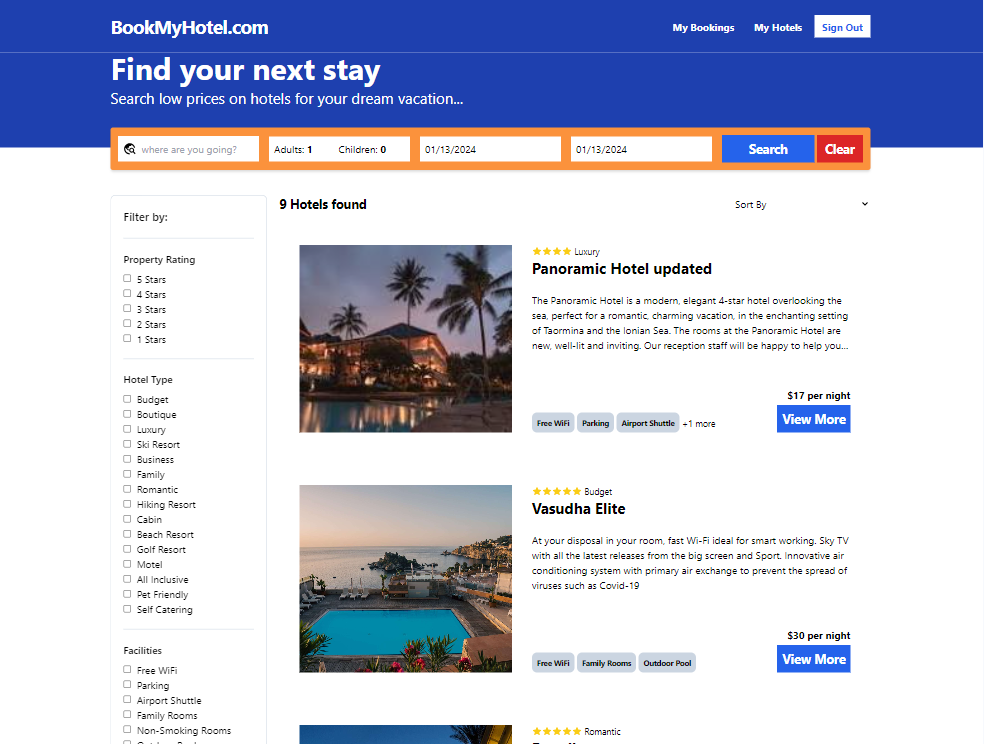 BookMyHotel.com
My Bookings
My Hotels
Sign Out
Find your next stay
Search low prices on hotels for your dream vacation...
where are you going?
Adults: 1
Children: 0
01/13/2024
01/13/2024
Search
Clear
Filter by:
Property Rating
5 Stars
4 Stars
3 Stars
2 Stars
1 Stars
Hotel Type
Budget
Boutique
Luxury
Ski Resort
Business
Family
Romantic
Hiking Resort
Cabin
Beach Resort
Golf Resort
Motel
All Inclusive
Pet Friendly
Self Catering
Facilities
Free WiFi
Parking
Airport Shuttle
Family Rooms
Non-Smoking Rooms
9 Hotels found
Sort By
Luxury
Panoramic Hotel updated
The Panoramic Hotel is a modern, elegant 4-star hotel overlooking the
sea, perfect for a romantic, charming vacation, in the enchanting setting
of Taormina and the Ionian Sea. The rooms at the Panoramic Hotel are
new, well-lit and inviting. Our reception staff will be happy to help you...
$17 per night
Free WiFi
Parking
Airport Shuttle
+1 more
View More
Budget
Vasudha Elite
At your disposal in your room, fast Wi-Fi ideal for smart working. Sky TV
with all the latest releases from the big screen and Sport. Innovative air
conditioning system with primary air exchange to prevent the spread of
viruses such as Covid-19
$30 per night
Free WiFi
Family Rooms
Outdoor Pool
View More
Romantic